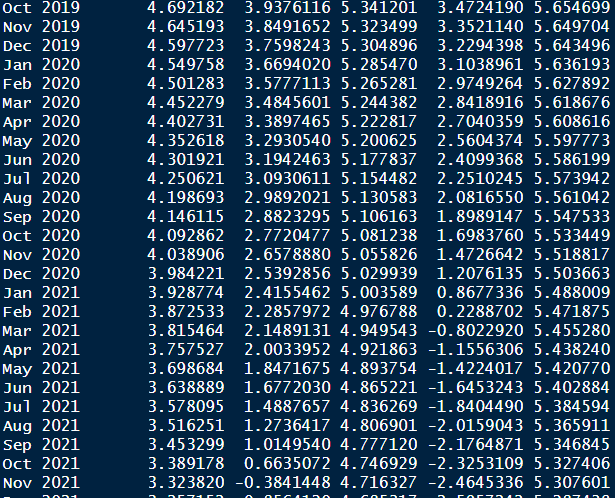 Oct 2019 4.692182 3.9376116 5.341201 3.4724190 5.654699
Nov 2019 4.645193 3.8491652 5.323499 3.3521140 5.649704
Dec 2019 4.597723 3.7598243 5.304896 3.2294398 5.643496
Jan 2020 4.549758 3.6694020 5.285470 3.1038961 5.636193
Feb 2020 4.501283 3.5777113 5.265281 2.9749264 5.627892
Mar 2020 4.452279 3.4845601 5.244382 2.8418916 5.618676
Apr 2020 4.402731 3.3897465 5.222817 2.7040359 5.608616
May 2020 4.352618 3.2930540 5.200625 2.5604374 5.597773
Jun 2020 4.301921 3.1942463 5.177837 2.4099368 5.586199
Jul 2020 4.250621 3.0930611 5.154482 2.2510245 5.573942
Aug 2020 4.198693 2.9892021 5.130583 2.0816550 5.561042
Sep 2020 4.146115 2.8823295 5.106163 1.8989147 5.547533
Oct 2020 4.092862 2.7720477 5.081238 1.6983760 5.533449
Nov 2020 4.038906 2.6578880 5.055826 1.4726642 5.518817
Dec 2020 3.984221 2.5392856 5.029939 1.2076135 5.503663
Jan 2021 3.928774 2.4155462 5.003589 0.8677336 5.488009
Feb 2021 3.872533 2.2857972 4.976788 0.2288702 5.471875
Mar 2021 3.815464 2.1489131 4.949543 -0.8022920 5.455280
Apr 2021 3.757527 2.0033952 4.921863 -1.1556306 5.438240
May 2021 3.698684 1.8471675 4.893754 -1.4224017 5.420770
Jun 2021 3.638889 1.6772030 4.865221 -1.6453243 5.402884
Jul 2021 3.578095 1.4887657 4.836269 -1.8404490 5.384594
Aug 2021 3.516251 1.2736417 4.806901 -2.0159043 5.365911
Sep 2021 3.453299 1.0149540 4.777120 -2.1764871 5.346845
Oct 2021 3.389178 0.6635072 4.746929 -2.3253109 5.327406
Nov 2021 3.323820 -0.3841448 4.716327 -2.4645336 5.307601